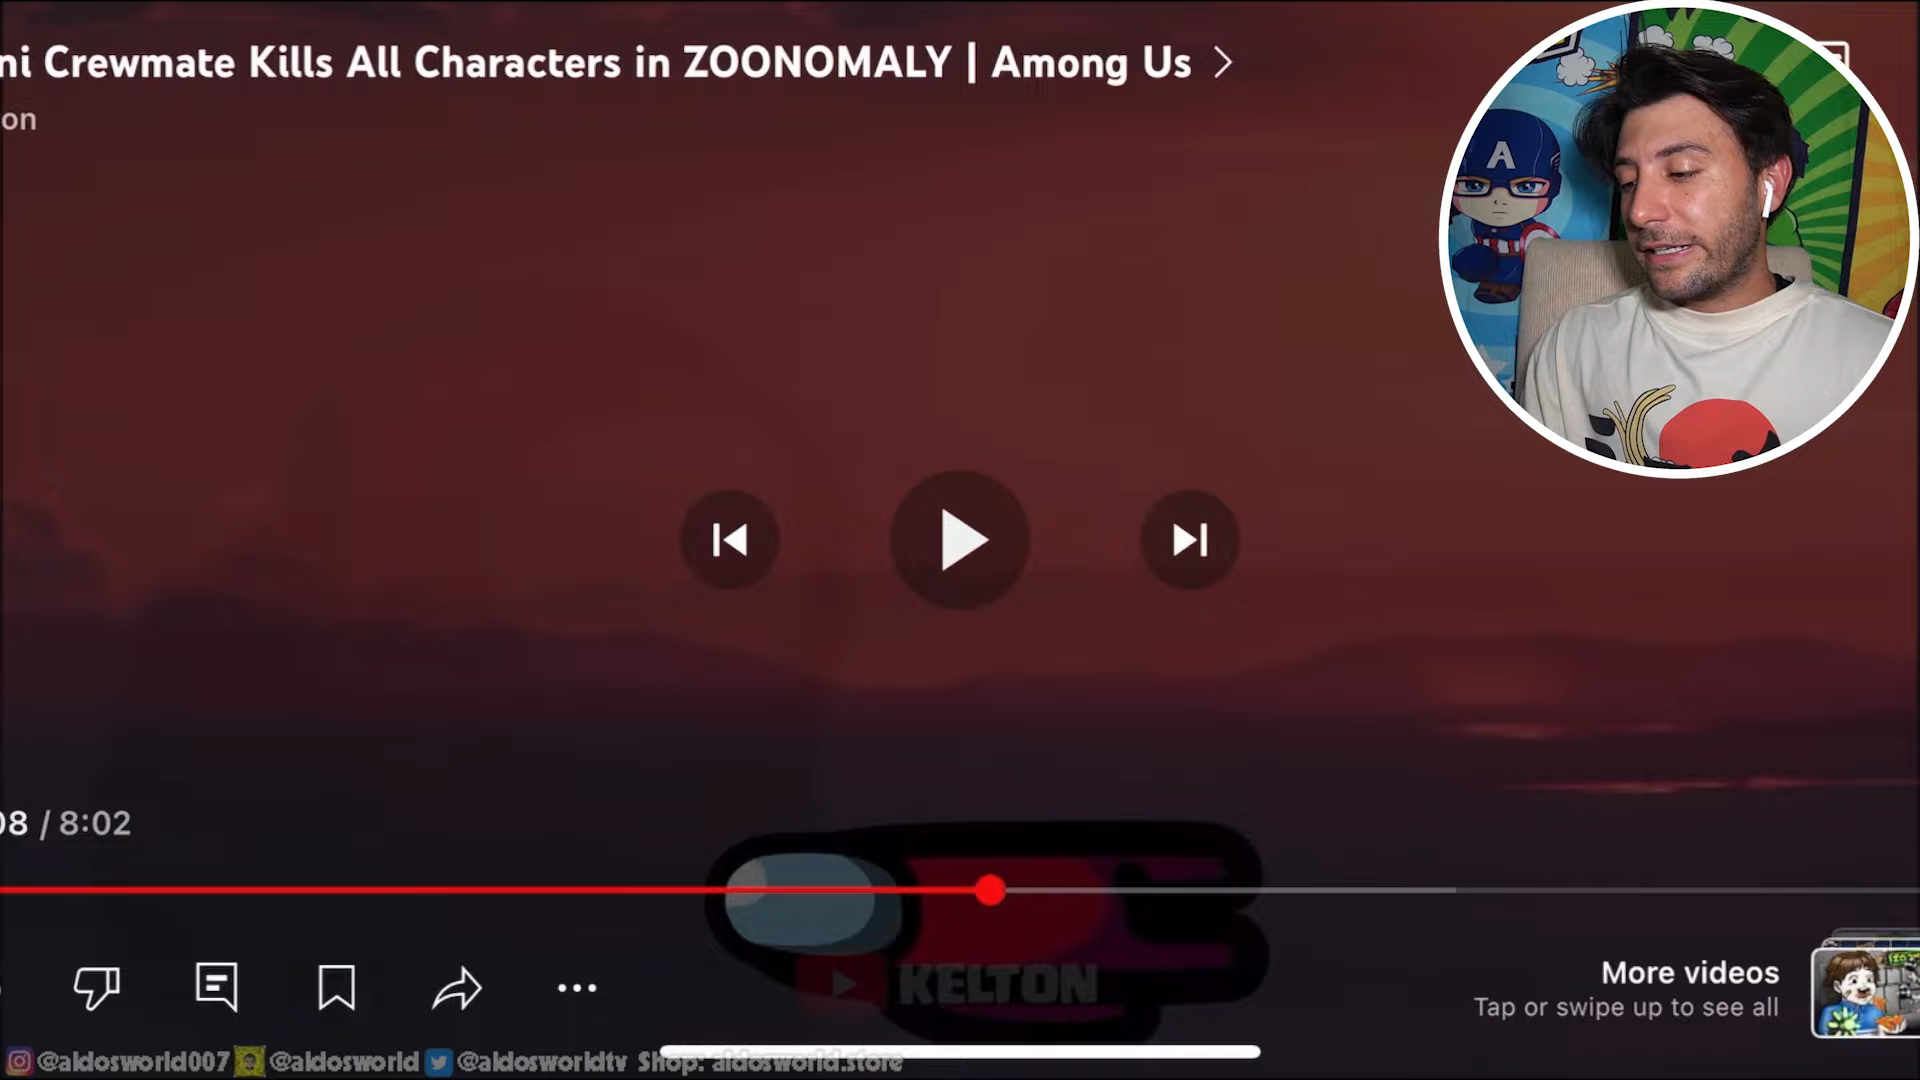 ni Crewmate Kills All Characters in ZOONOMALY | Among Us
on
A
08 / 8:02
KELTON
More videos
Tap or swipe up to see all
@aldosworld007 @aldosworld @aldosworldtv Shop: aldosworld.store